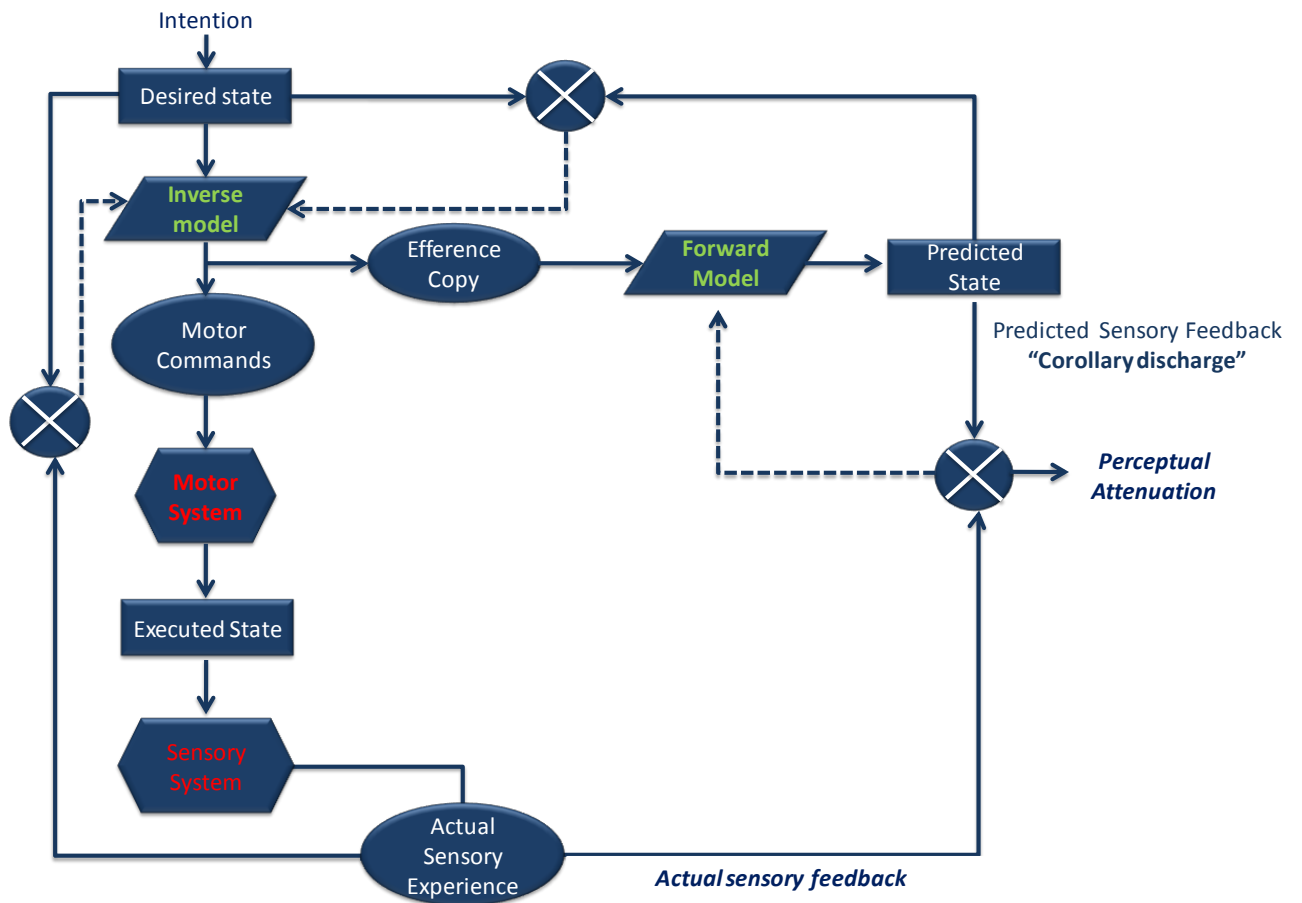 Intention
Desired state
Inverse
model
Efference
Copy
Forward
Model
Predicted
State
Motor
Commands
Predicted Sensory Feedback
“Corollary discharge”
Motor
System
Perceptual
Attenuation
Executed State
Sensory
System
Actual
Sensory
Experience
Actual sensory feedback